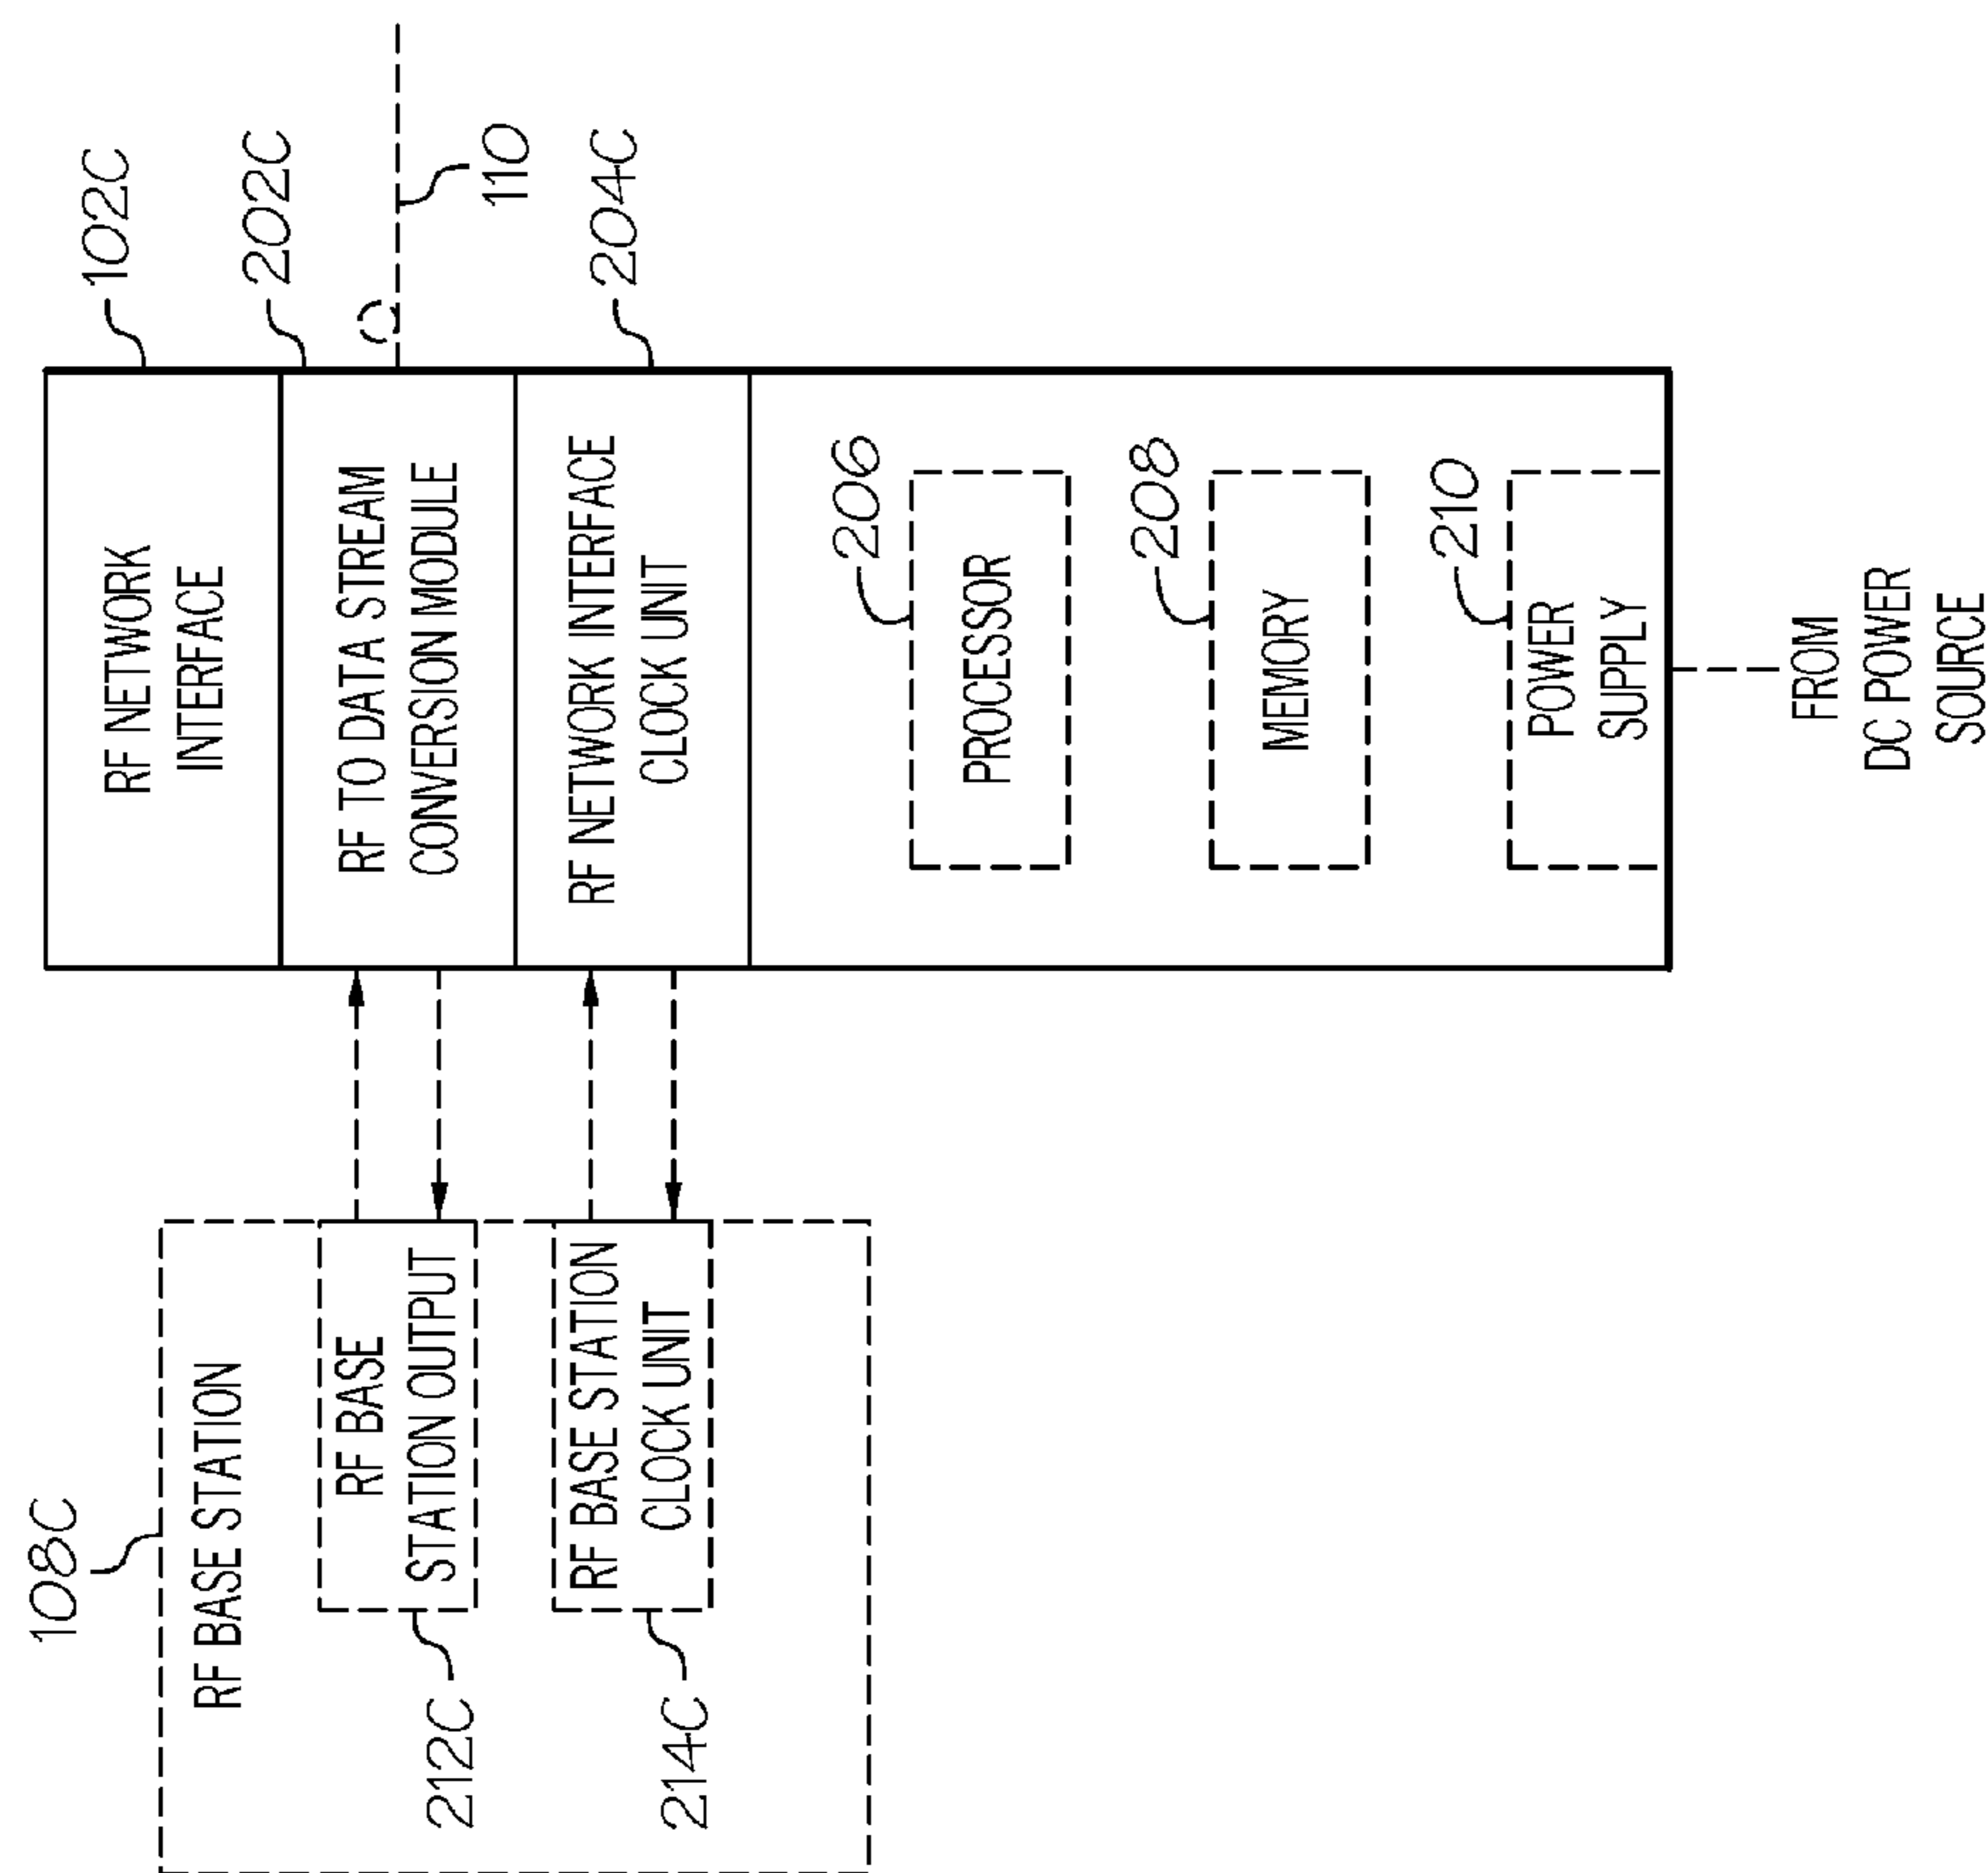 108C
RF BASE STATION
RF BASE
STATION OUTPUT
212C
RF BASE STATION
CLOCK UNIT
214C
102C
RF NETWORK
INTERFACE
202C
RF TO DATA STREAM
CONVERSION MODULE
110
204C
RF NETWORK INTERFACE
CLOCK UNIT
206
PROCESSOR
208
MEMORY
210
POWER
SUPPLY
FROM
DC POWER
SOURCE